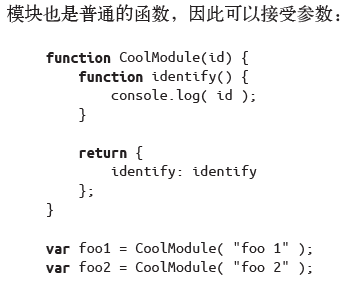 模块也是普通的函数，因此可以接受参数：
function CoolModule(id) {
    function identify() {
        console.log( id );
    }
    return {
        identify: identify
    };
}
var foo1 = CoolModule( "foo 1" );
var foo2 = CoolModule( "foo 2" );